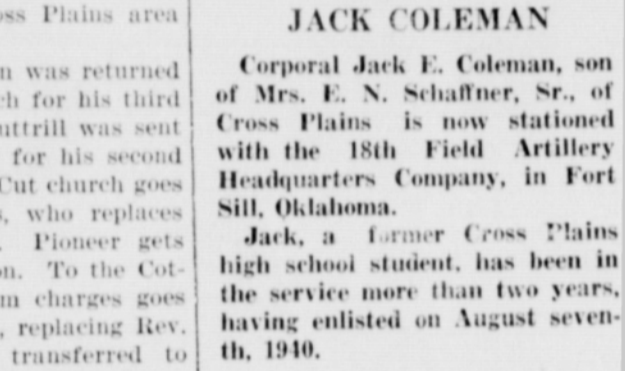 oss Plains area
n was returned
ch for his third
uttrill was sent
for his second
Cut church goes
s, who replaces
. Pioneer gets
on. To the Cot-
m charges goes
, replacing Rev.
transferred to
JACK COLEMAN
Corporal Jack E. Coleman, son
of Mrs. E. N. Schaffner, Sr., of
Cross Plains is now stationed
with the 18th Field Artillery
Headquarters Company, in Fort
Sill, Oklahoma.
Jack, a former Cross Plains
high school student, has been in
the service more than two years,
having enlisted on August seven-
th, 1940.